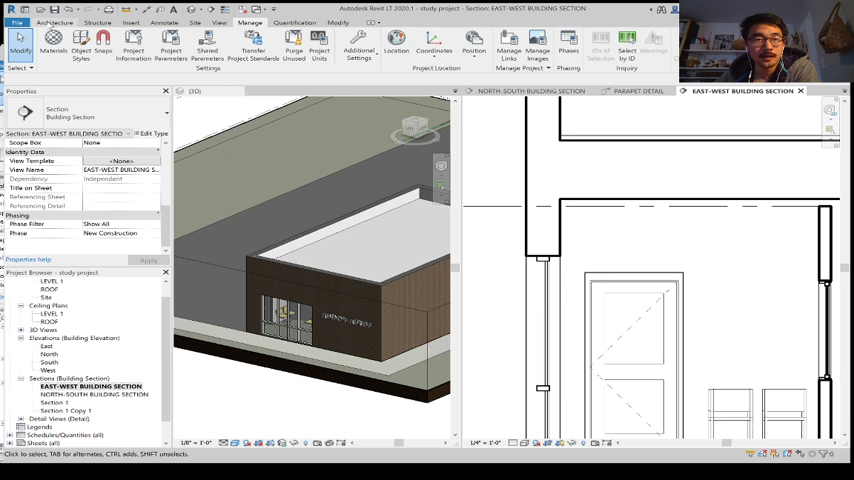 Autodesk Revit LT 2020.1 - study project - Section: EAST-WEST BUILDING SECTION
File Architecture Structure Insert Annotate Site View Manage Quantification Modify
Modify Materials Object Styles Snaps Project Information Project Parameters Shared Parameters Transfer Project Standards Purge Unused Project Units Additional Settings Location Coordinates Position Manage Links Manage Images Phases IDs of Selection Select by ID Warnings
Select Settings Project Location Manage Project Phasing Inquiry
Properties
Section
Building Section
Section: EAST-WEST BUILDING SECTIO Edit Type
Scope Box None
Identity Data
View Template <None>
View Name EAST-WEST BUILDING S...
Dependency Independent
Title on Sheet
Referencing Sheet
Referencing Detail
Phasing
Phase Filter Show All
Phase New Construction
Properties help Apply
Project Browser - study project
LEVEL 1
ROOF
Site
Ceiling Plans
LEVEL 1
ROOF
3D Views
Elevations (Building Elevation)
East
North
South
West
Sections (Building Section)
EAST-WEST BUILDING SECTION
NORTH-SOUTH BUILDING SECTION
Section 1
Section 1 Copy 1
Detail Views (Detail)
Legends
Schedules/Quantities (all)
Sheets (all)
{3D}
NORTH-SOUTH BUILDING SECTION
PARAPET DETAIL
EAST-WEST BUILDING SECTION
1/8" = 1'-0"
1/4" = 1'-0"
Click to select, TAB for alternates, CTRL adds, SHIFT unselects.